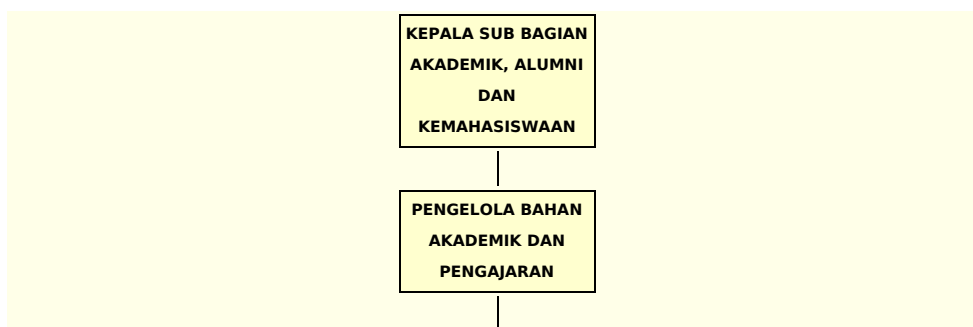 KEPALA SUB BAGIAN
AKADEMIK, ALUMNI
DAN
KEMAHASISWAAN
PENGELOLA BAHAN
AKADEMIK DAN
PENGAJARAN